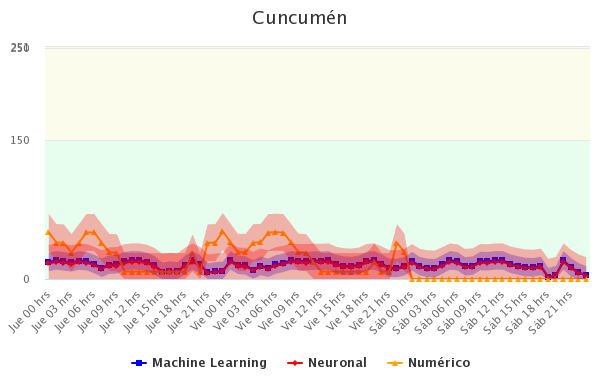 Cuncumén
250
150
0
Jue 00 hrs
Jue 03 hrs
Jue 06 hrs
Jue 09 hrs
Jue 12 hrs
Jue 15 hrs
Jue 18 hrs
Jue 21 hrs
Vie 00 hrs
Vie 03 hrs
Vie 06 hrs
Vie 09 hrs
Vie 12 hrs
Vie 15 hrs
Vie 18 hrs
Vie 21 hrs
Sáb 00 hrs
Sáb 03 hrs
Sáb 06 hrs
Sáb 09 hrs
Sáb 12 hrs
Sáb 15 hrs
Sáb 18 hrs
Sáb 21 hrs
Machine Learning Neuronal Numérico